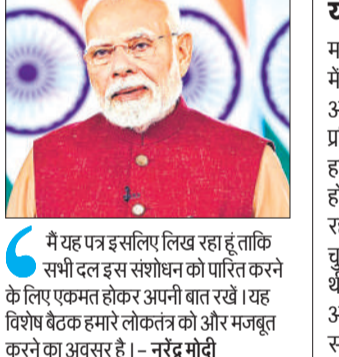 मैं यह पत्र इसलिए लिख रहा हूं ताकि
सभी दल इस संशोधन को पारित करने
के लिए एकमत होकर अपनी बात रखें । यह
विशेष बैठक हमारे लोकतंत्र को और मजबूत
करने का अवसर है । – नरेंद्र मोदी